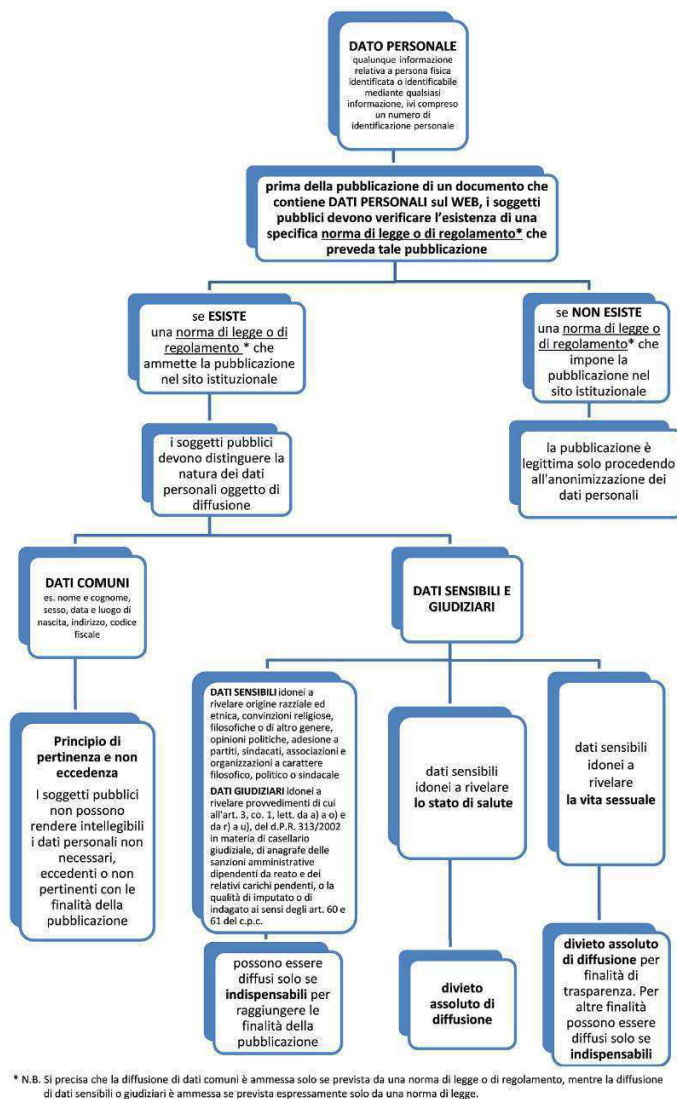 DATO PERSONALE
qualunque informazione
relativa a persona fisica
identificata o identificabile
mediante qualsiasi
informazione, ivi compreso
un numero di
identificazione personale
prima della pubblicazione di un documento che
contiene DATI PERSONALI sul WEB, i soggetti
pubblici devono verificare l'esistenza di una
specifica norma di legge o di regolamento* che
preveda tale pubblicazione
se ESISTE
una norma di legge o di
regolamento * che
ammette la pubblicazione
nel sito istituzionale
se NON ESISTE
una norma di legge o
di regolamento* che
impone la
pubblicazione nel
sito istituzionale
i soggetti pubblici
devono distinguere la
natura dei dati
personali oggetto di
diffusione
la pubblicazione è
legittima solo procedendo
all'anonimizzazione dei
dati personali
DATI COMUNI
es. nome e cognome,
sesso, data e luogo di
nascita, indirizzo, codice
fiscale
DATI SENSIBILI E
GIUDIZIARI
Principio di
pertinenza e non
eccedenza
I soggetti pubblici
non possono
rendere intellegibili
i dati personali non
necessari,
eccedenti o non
pertinenti con le
finalità della
pubblicazione
DATI SENSIBILI idonei a
rivelare origine razziale ed
etnica, convinzioni religiose,
filosofiche o di altro genere,
opinioni politiche, adesione a
partiti, sindacati, associazioni e
organizzazioni a carattere
filosofico, politico o sindacale
DATI GIUDIZIARI idonei a
rivelare provvedimenti di cui
all'art. 3, co. 1, lett. da a) a o) e
da r) a u), del d.P.R. 313/2002
in materia di casellario
giudiziale, di anagrafe delle
sanzioni amministrative
dipendenti da reato e dei
relativi carichi pendenti, o la
qualità di imputato o di
indagato ai sensi degli art. 60 e
61 del c.p.c.
dati sensibili
idonei a rivelare
lo stato di salute
dati sensibili
idonei a
rivelare
la vita sessuale
possono essere
diffusi solo se
indispensabili per
raggiungere le
finalità della
pubblicazione
divieto
assoluto di
diffusione
divieto assoluto
di diffusione per
finalità di
trasparenza. Per
altre finalità
possono essere
diffusi solo se
indispensabili
* N.B. Si precisa che la diffusione di dati comuni è ammessa solo se prevista da una norma di legge o di regolamento, mentre la diffusione
di dati sensibili o giudiziari è ammessa se prevista espressamente solo da una norma di legge.